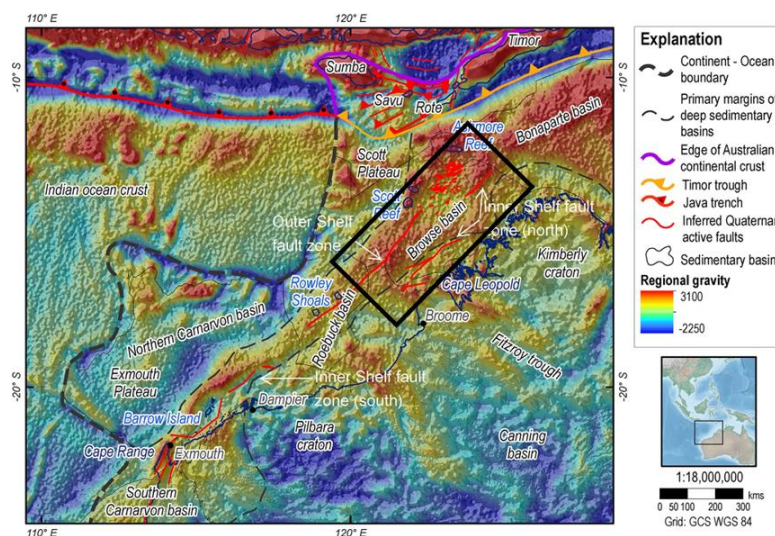 110° E
120° E
Timor
Sumba
-10° S
-10° S
Savu
Rote
Bonaparte basin
Ashmore
Reef
Scott
Plateau
Indian ocean crust
Scott
Reef
Outer Shelf
fault zone
Browse basin
Inner Shelf fault
zone (north)
Kimberly
craton
Cape Leopold
Rowley
Shoals
Roebuck basin
Broome
Northern Carnarvon basin
Fitzroy trough
Exmouth
Plateau
-20° S
-20° S
Inner Shelf fault
zone (south)
Dampier
Barrow Island
Pilbara
craton
Canning
basin
Cape Range
Exmouth
Southern
Carnarvon basin
110° E
120° E
Explanation
Continent - Ocean
boundary
Primary margins of
deep sedimentary
basins
Edge of Australian
continental crust
Timor trough
Java trench
Inferred Quaternary
active faults
Sedimentary basin
Regional gravity
3100
-2250
1:18,000,000
0 50 100 200 300
kms
Grid: GCS WGS 84